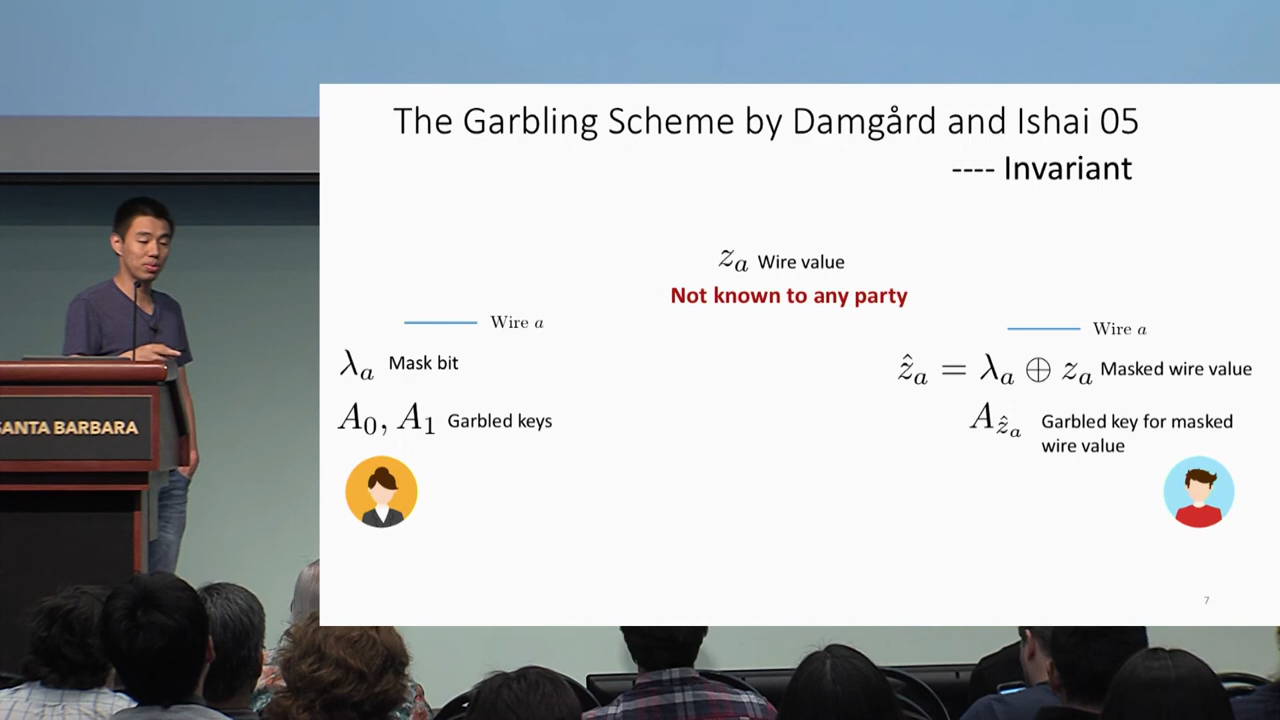 The Garbling Scheme by Damgård and Ishai 05
---- Invariant
z_a Wire value
Not known to any party
Wire a
λ_a Mask bit
A_0, A_1 Garbled keys
Wire a
ẑ_a = λ_a ⊕ z_a Masked wire value
A_{ẑ_a} Garbled key for masked
wire value
7
SANTA BARBARA